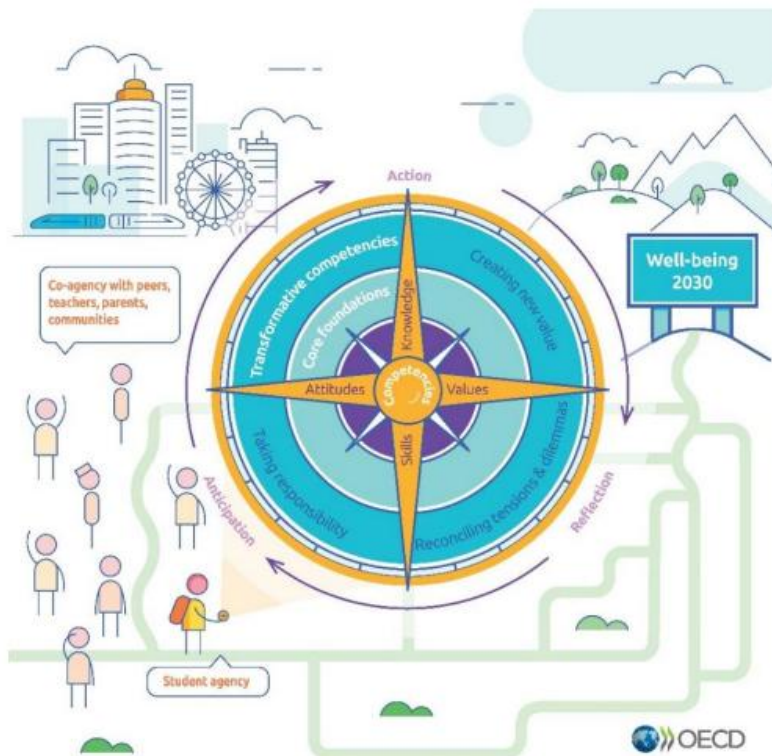 Action
Co-agency with peers,
teachers, parents,
communities
Well-being
2030
Transformative competencies
Creating new value
Core foundations
Knowledge
Attitudes
Competencies
Values
Skills
Taking responsibility
Reconciling tensions & dilemmas
Anticipation
Reflection
Student agency
OECD